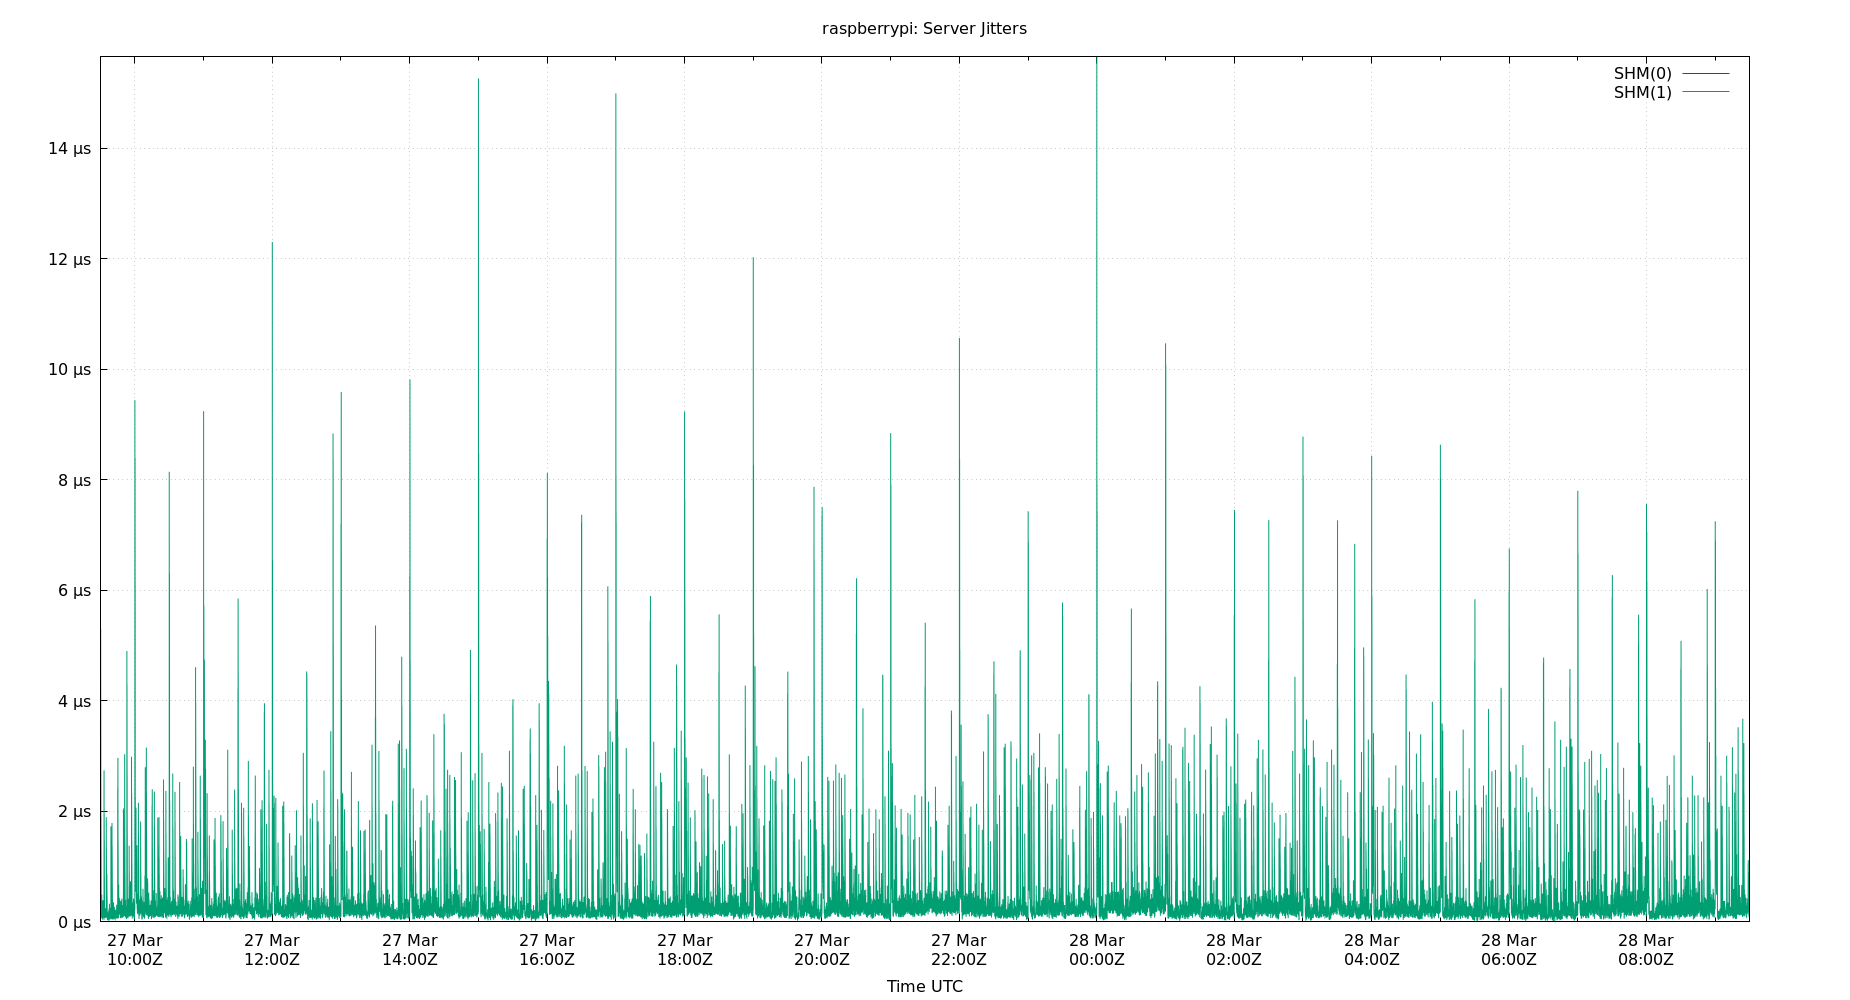 raspberrypi: Server Jitters
SHM(0)
SHM(1)
14 μs
12 μs
10 μs
8 μs
6 μs
4 μs
2 μs
0 μs
27 Mar 27 Mar 27 Mar 27 Mar 27 Mar 27 Mar 27 Mar 28 Mar 28 Mar 28 Mar 28 Mar 28 Mar
10:00Z 12:00Z 14:00Z 16:00Z 18:00Z 20:00Z 22:00Z 00:00Z 02:00Z 04:00Z 06:00Z 08:00Z
Time UTC